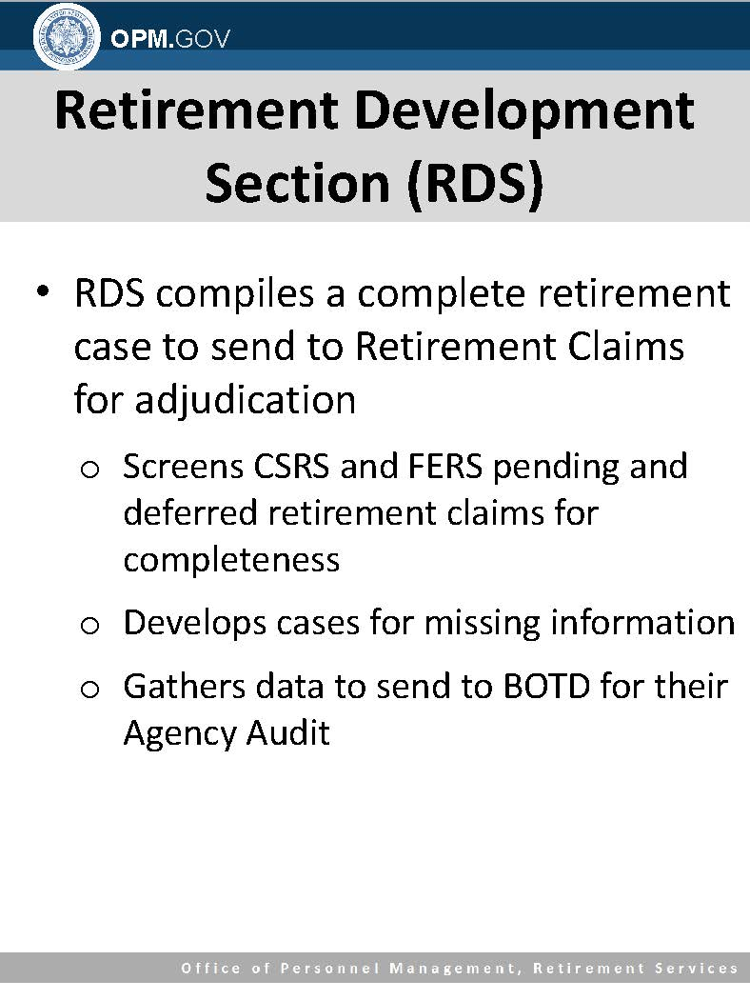 OPM.GOV
Retirement Development
Section (RDS)
• RDS compiles a complete retirement
case to send to Retirement Claims
for adjudication
o Screens CSRS and FERS pending and
deferred retirement claims for
completeness
o Develops cases for missing information
o Gathers data to send to BOTD for their
Agency Audit
Office of Personnel Management, Retirement Services